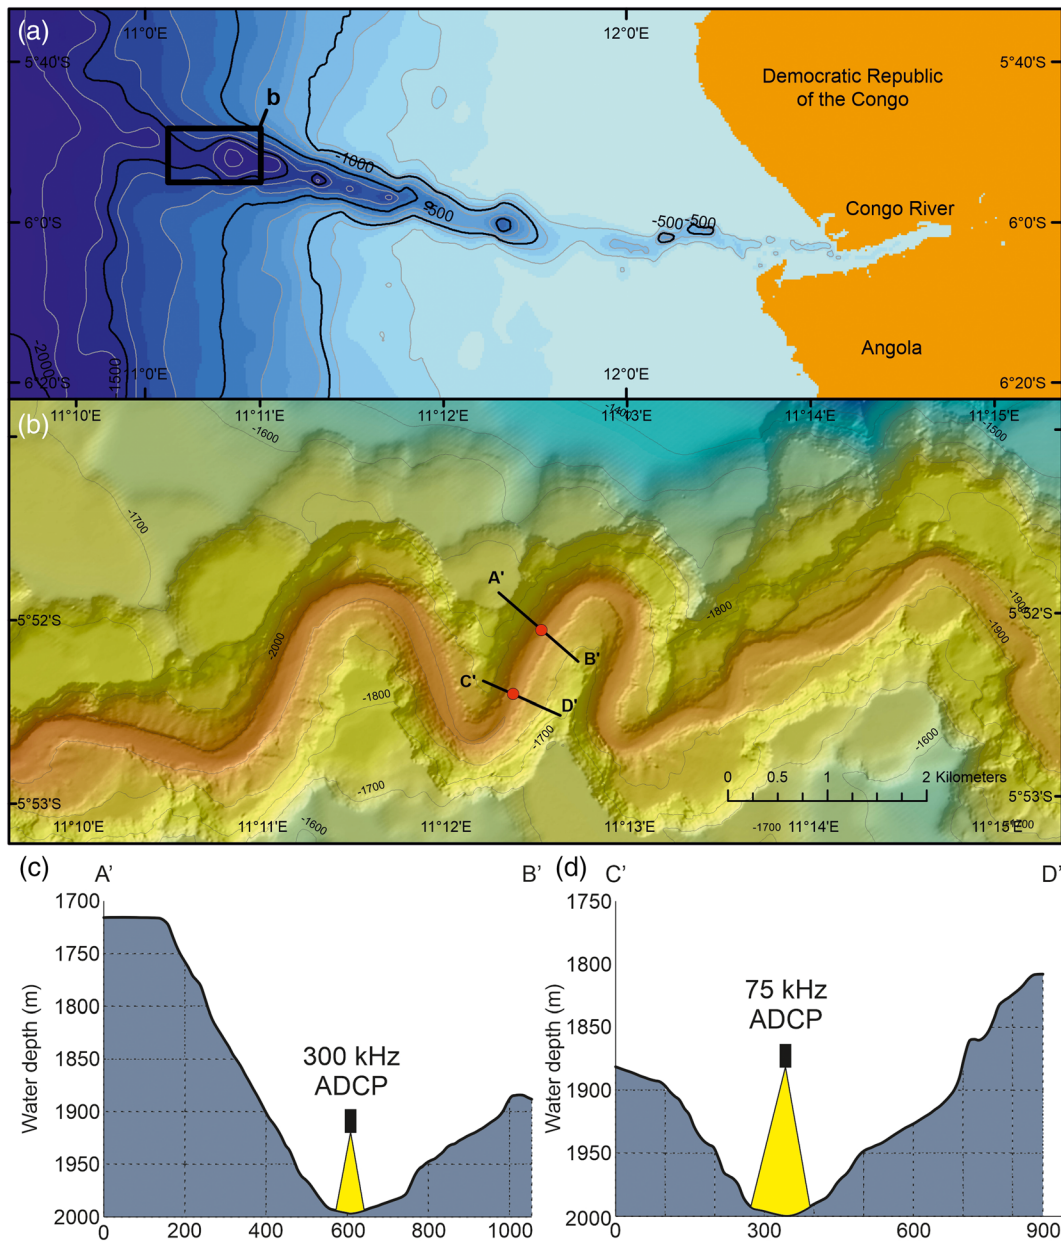 (a)
11°0'E
12°0'E
5°40'S
5°40'S
Democratic Republic
of the Congo
b
-1000
-500
-500
-500
Congo River
6°0'S
6°0'S
Angola
-2000
1500
11°0'E
12°0'E
6°20'S
6°20'S
(b)
11°10'E
11°11'E
11°12'E
11°13'E
11°14'E
11°15'E
-1400
-1600
-1500
-1700
A'
5°52'S
5°52'S
-1800
-1900
-1900
-2000
B'
C'
D'
-1800
-1700
-1600
-1700
0
0.5
1
2 Kilometers
5°53'S
5°53'S
-1600
-1700
11°10'E
11°11'E
11°12'E
11°13'E
11°14'E
11°15'E
(c)
A'
B'
1700
1750
1800
1850
1900
1950
2000
Water depth (m)
300 kHz
ADCP
0
200
400
600
800
1000
(d)
C'
D'
1750
1800
1850
1900
1950
2000
Water depth (m)
75 kHz
ADCP
0
300
600
900